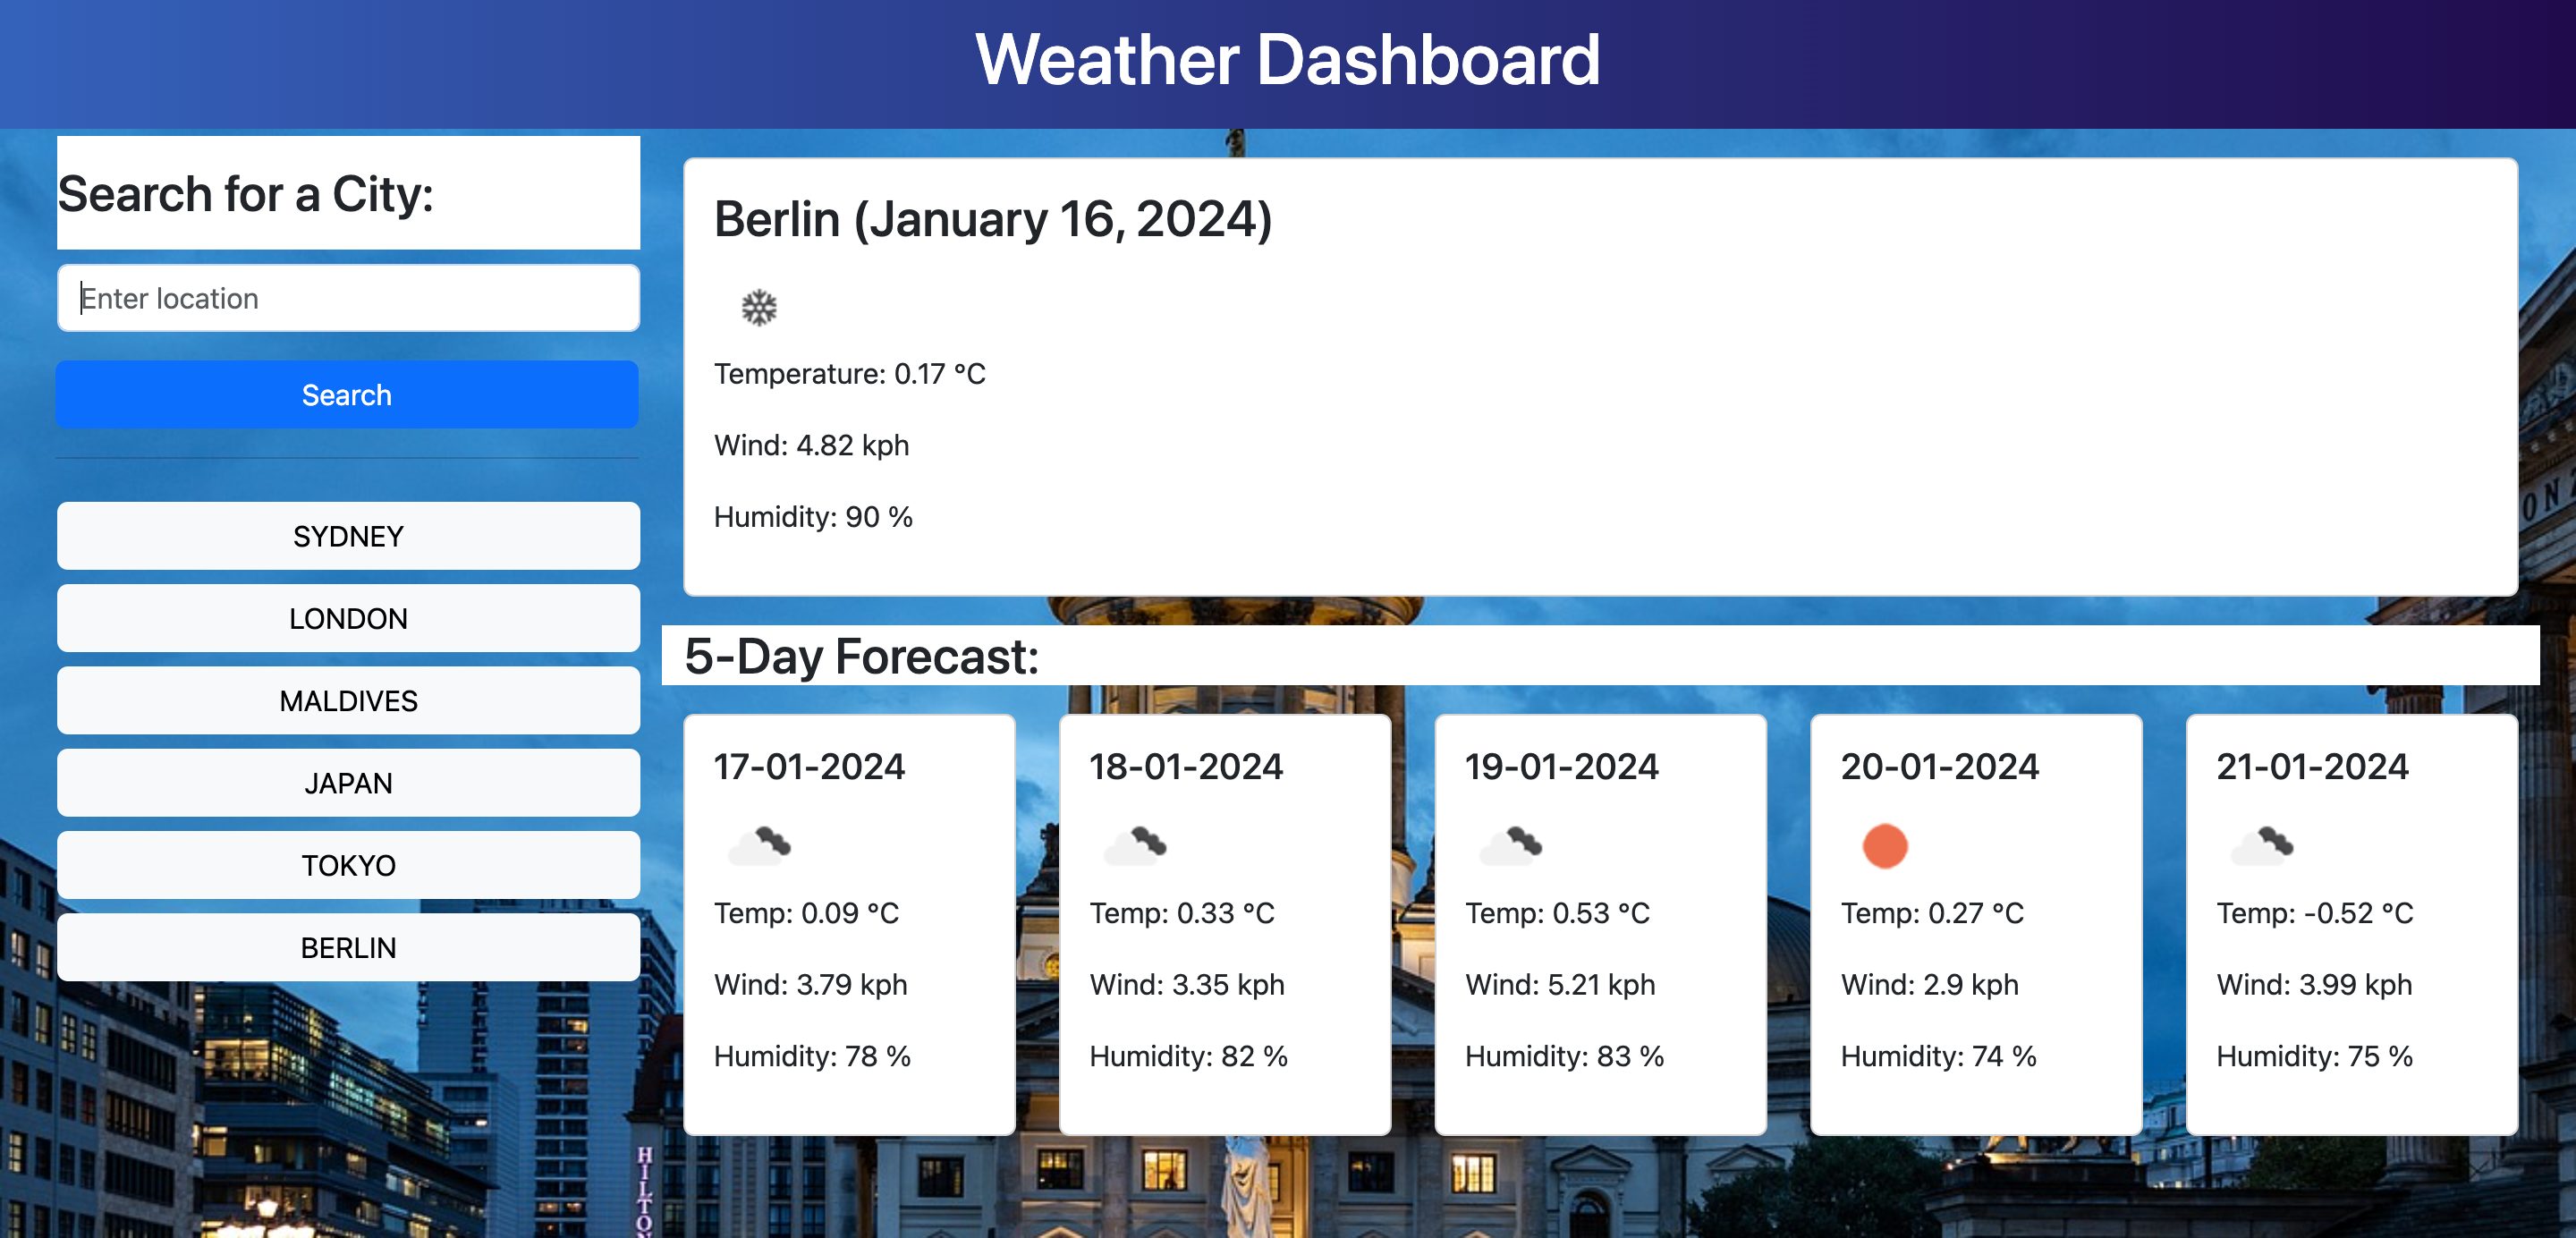 Weather Dashboard
Search for a City:
Enter location
Search
SYDNEY
LONDON
MALDIVES
JAPAN
TOKYO
BERLIN
Berlin (January 16, 2024)
Temperature: 0.17 °C
Wind: 4.82 kph
Humidity: 90 %
5-Day Forecast:
17-01-2024
Temp: 0.09 °C
Wind: 3.79 kph
Humidity: 78 %
18-01-2024
Temp: 0.33 °C
Wind: 3.35 kph
Humidity: 82 %
19-01-2024
Temp: 0.53 °C
Wind: 5.21 kph
Humidity: 83 %
20-01-2024
Temp: 0.27 °C
Wind: 2.9 kph
Humidity: 74 %
21-01-2024
Temp: -0.52 °C
Wind: 3.99 kph
Humidity: 75 %
HILTON